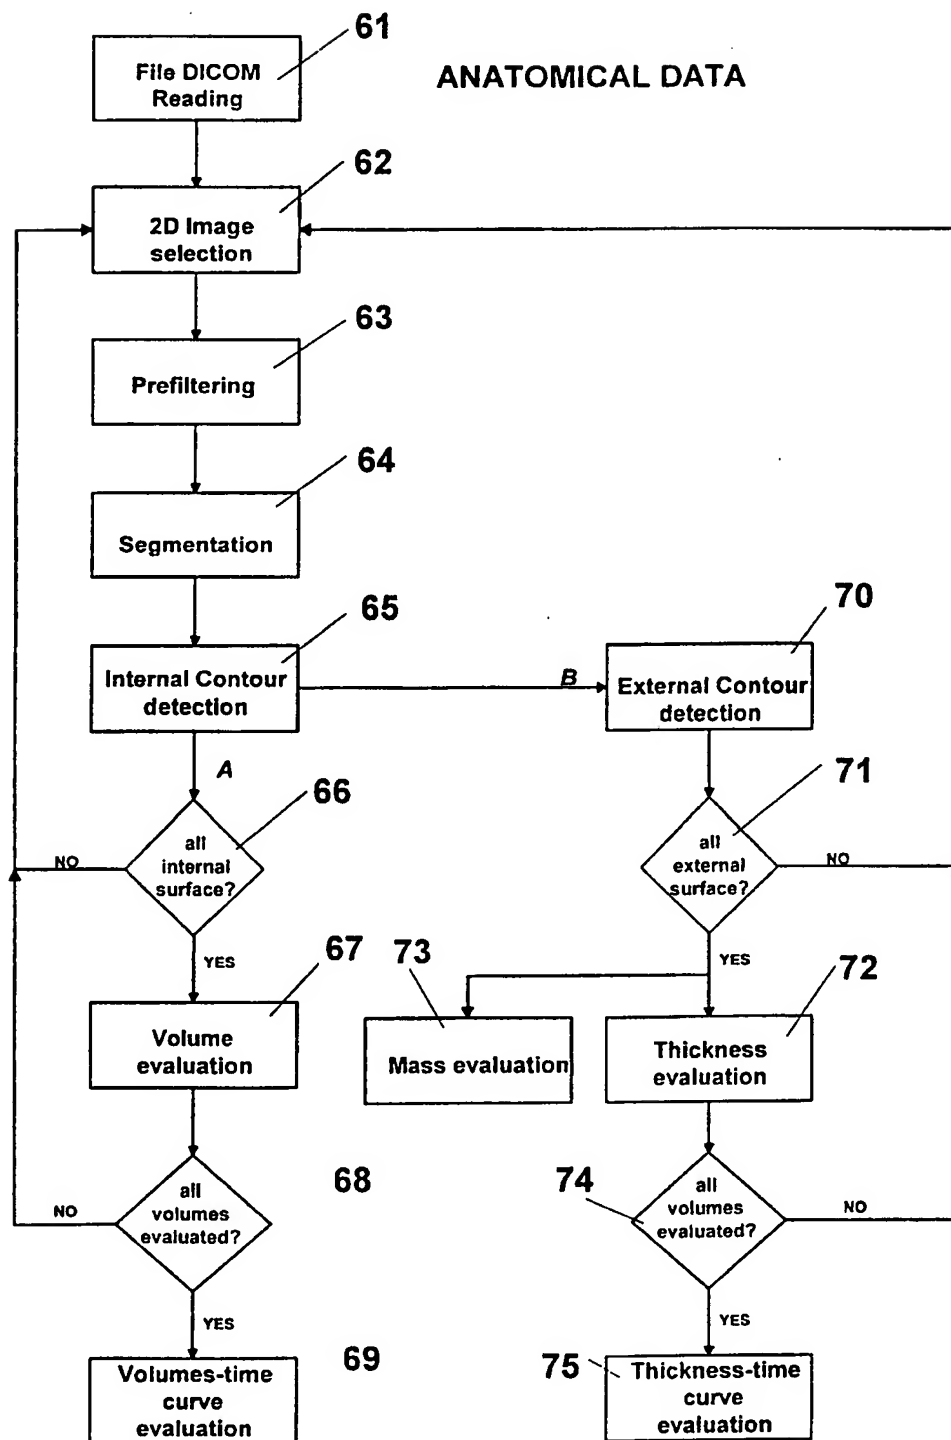 61
File DICOM
Reading
ANATOMICAL DATA
62
2D Image
selection
63
Prefiltering
64
Segmentation
65
Internal Contour
detection
B
70
External Contour
detection
A
66
all
internal
surface?
NO
71
all
external
surface?
NO
YES
67
Volume
evaluation
YES
73
Mass evaluation
72
Thickness
evaluation
68
all
volumes
evaluated?
NO
74
all
volumes
evaluated?
NO
YES
69
Volumes-time
curve
evaluation
YES
75
Thickness-time
curve
evaluation